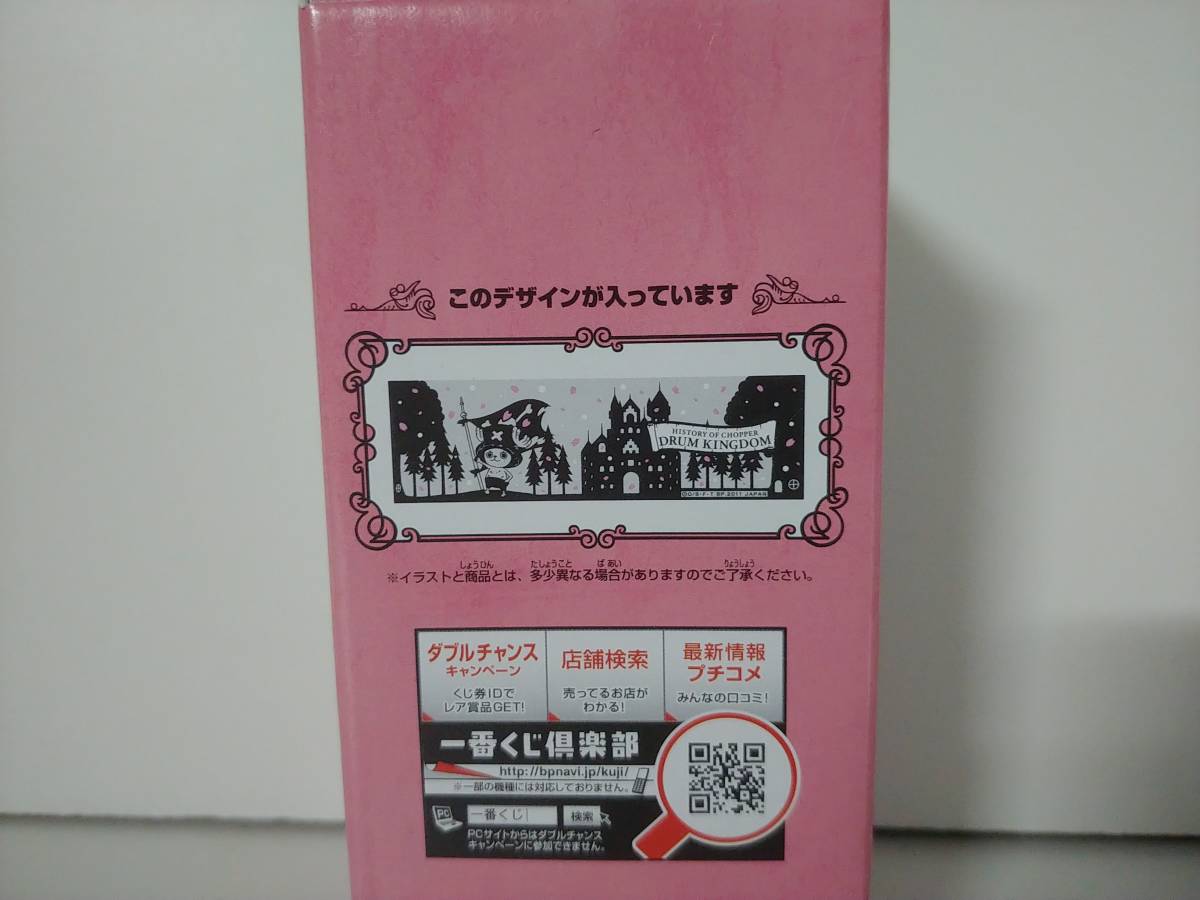 このデザインが入っています
HISTORY OF CHOPPER
DRUM KINGDOM
©O/S・F・T BP.2011 JAPAN
※イラストと商品とは、多少異なる場合がありますのでご了承ください。
しょうひん たしょうこと ばあい りょうしょう
ダブルチャンス
キャンペーン
くじ券IDで
レア賞品GET!
店舗検索
売ってるお店が
わかる!
最新情報
プチコメ
みんなの口コミ!
一番くじ倶楽部
http://bpnavi.jp/kuji/
※一部の機種には対応しておりません。
PC
一番くじ
検索
PCサイトからはダブルチャンス
キャンペーンに参加できません。